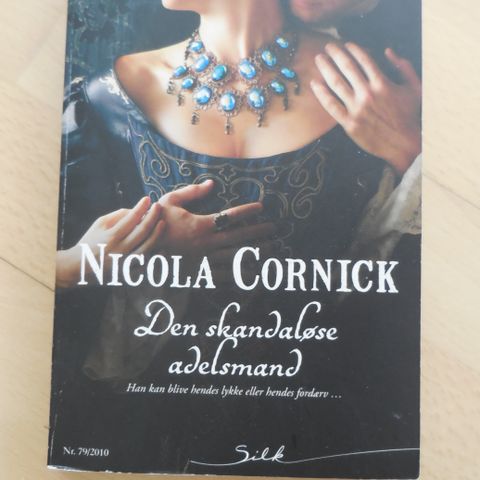 NICOLA CORNICK
Den skandaløse
adelsmand
Han kan blive hendes lykke eller hendes fordærv ...
Nr. 79/2010
Silk